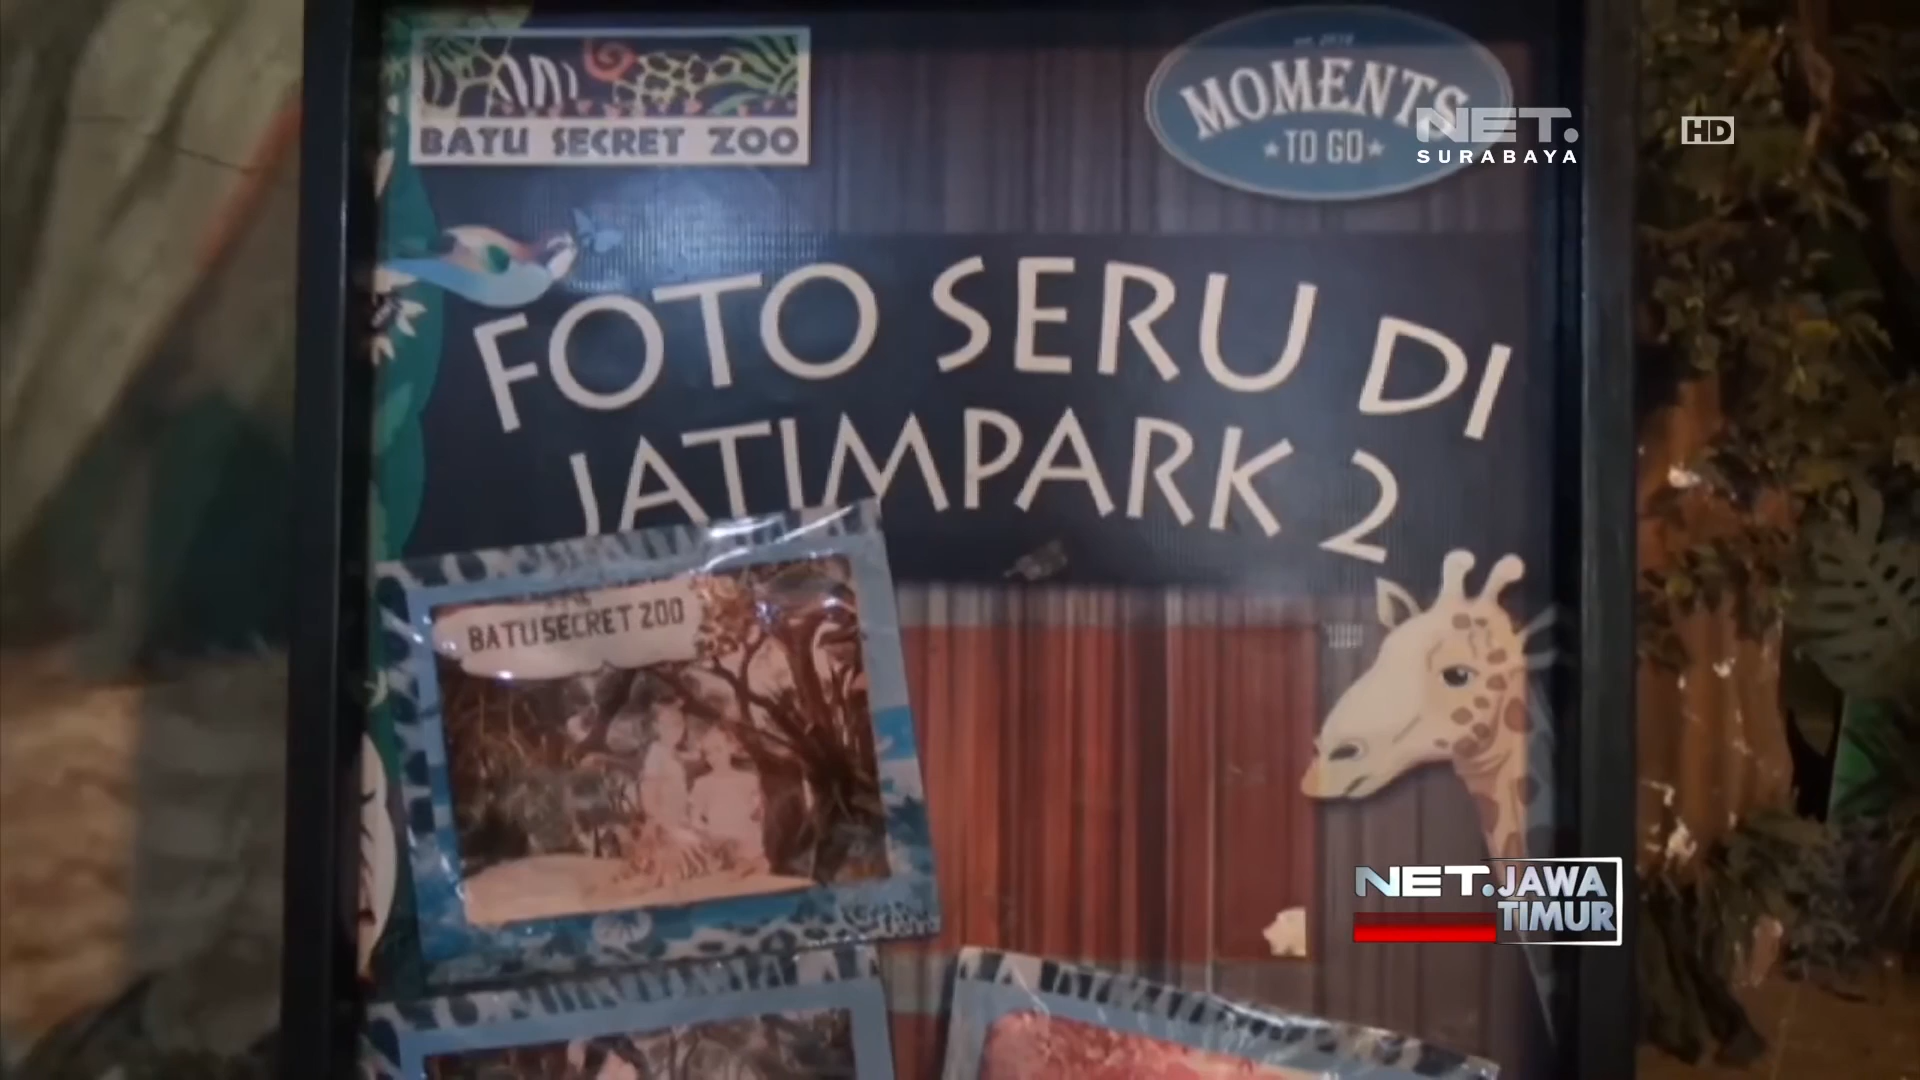 BATU SECRET ZOO
MOMENTS
★TO GO★
NET.
SURABAYA
HD
FOTO SERU DI
JATIMPARK 2
BATU SECRET ZOO
NET. JAWA
TIMUR